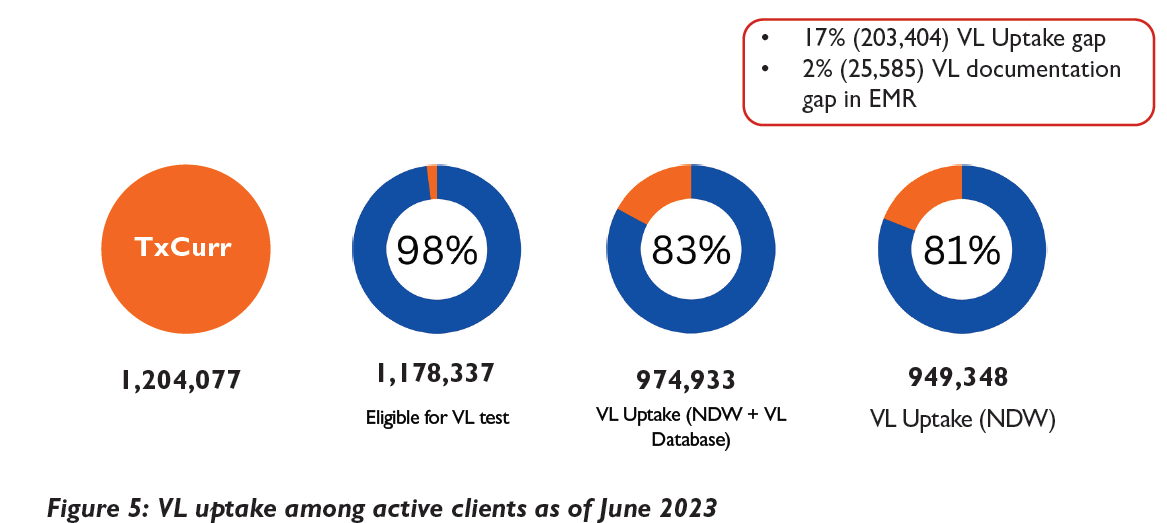 • 17% (203,404) VL Uptake gap
• 2% (25,585) VL documentation
gap in EMR
TxCurr
98%
83%
81%
1,204,077
1,178,337
974,933
949,348
Eligible for VL test
VL Uptake (NDW + VL
Database)
VL Uptake (NDW)
Figure 5: VL uptake among active clients as of June 2023